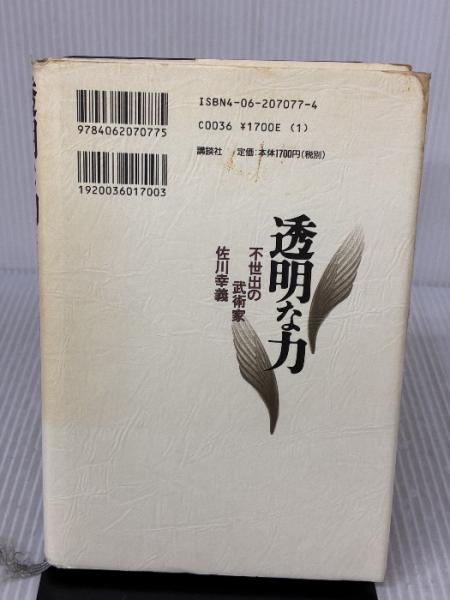 ISBN4-06-207077-4
C0036 ¥1700E (1)
講談社 定価:本体1700円(税別)
9784062070775
1920036017003
透明な力
不世出の
武術家
佐川幸義